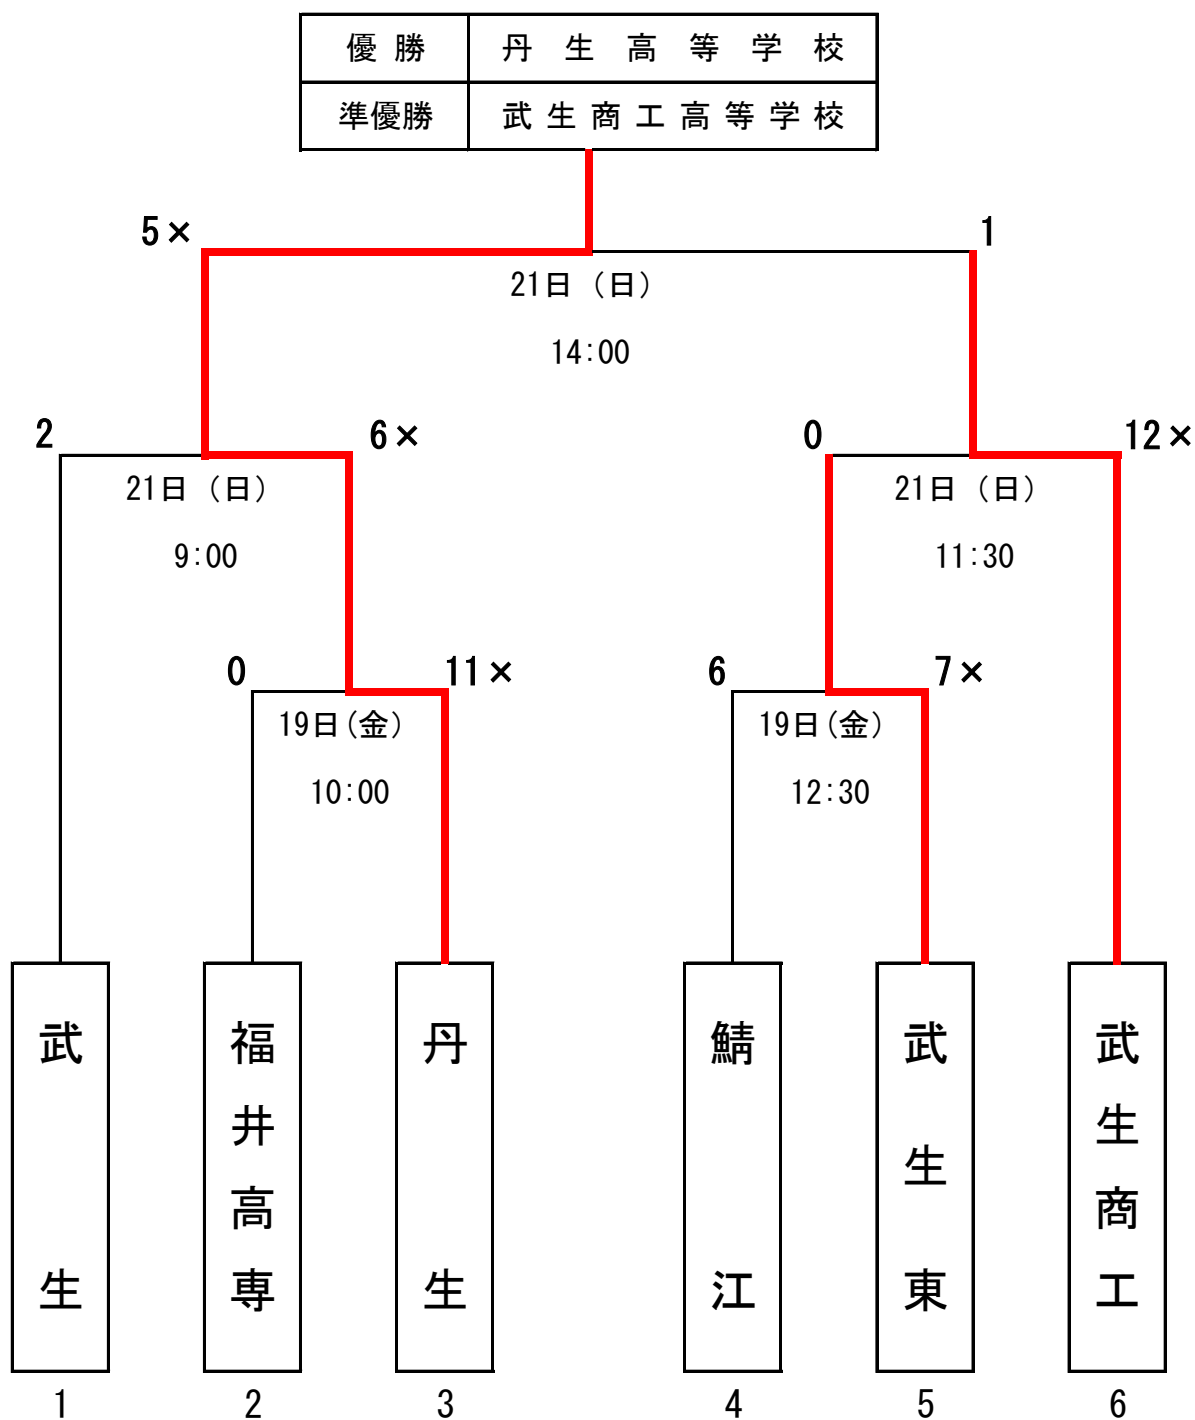 優勝 丹生高等学校
準優勝 武生商工高等学校
5× 1
21日（日）
14:00
2 6× 0 12×
21日（日） 21日（日）
9:00 11:30
0 11× 6 7×
19日(金) 19日(金)
10:00 12:30
武生
福井高専
丹生
鯖江
武生東
武生商工
1 2 3 4 5 6